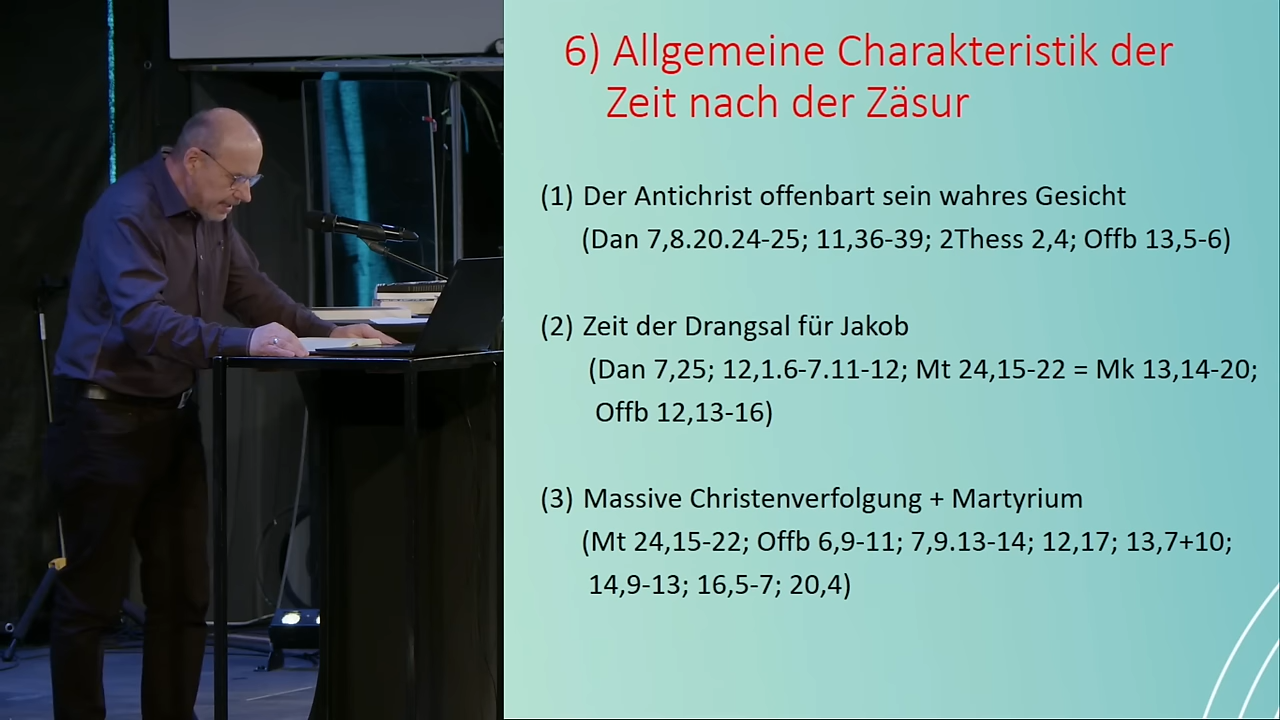 6) Allgemeine Charakteristik der
Zeit nach der Zäsur
(1) Der Antichrist offenbart sein wahres Gesicht
(Dan 7,8.20.24-25; 11,36-39; 2Thess 2,4; Offb 13,5-6)
(2) Zeit der Drangsal für Jakob
(Dan 7,25; 12,1.6-7.11-12; Mt 24,15-22 = Mk 13,14-20;
Offb 12,13-16)
(3) Massive Christenverfolgung + Martyrium
(Mt 24,15-22; Offb 6,9-11; 7,9.13-14; 12,17; 13,7+10;
14,9-13; 16,5-7; 20,4)